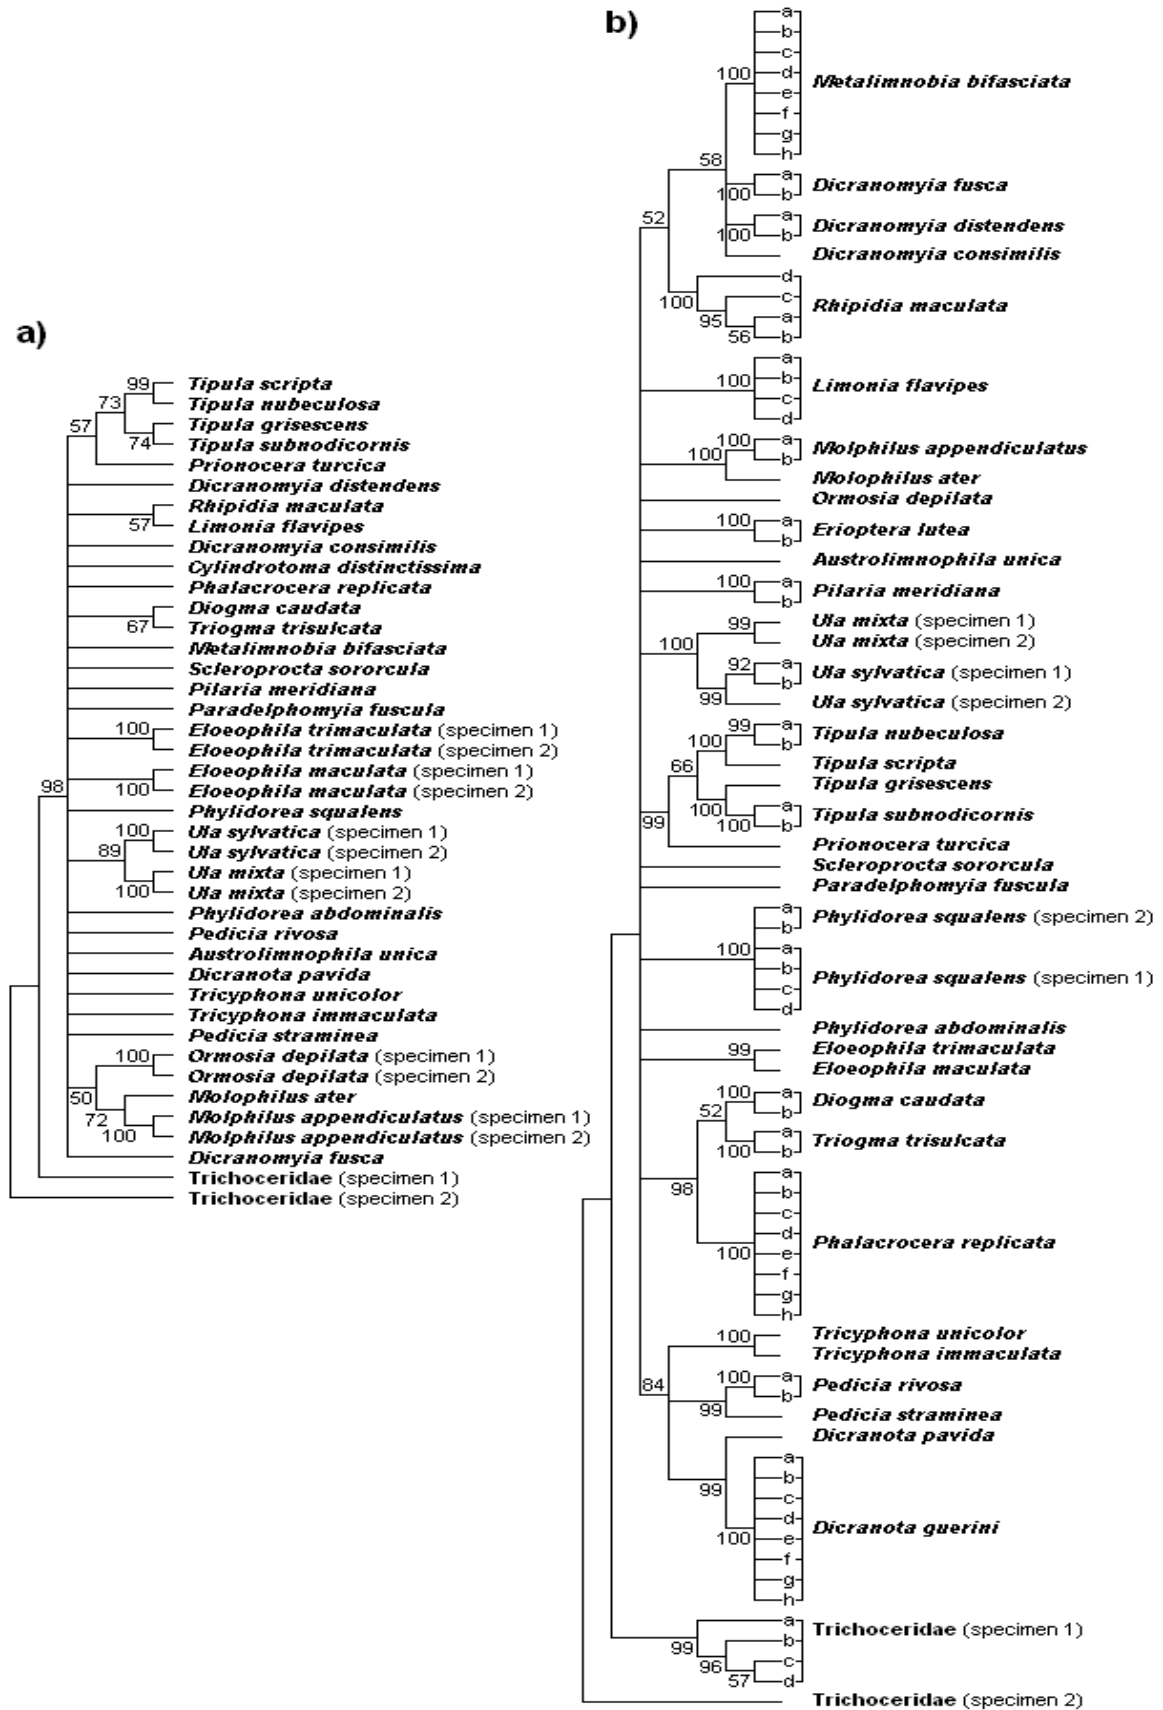 a)
99
Tipula scripta
73
Tipula nubeculosa
57
Tipula grisescens
74
Tipula subnodicornis
Prionocera turcica
Dicranomyia distendens
Rhipidia maculata
57
Limonia flavipes
Dicranomyia consimilis
Cylindrotoma distinctissima
Phalacrocera replicata
Diogma caudata
67
Triogma trisulcata
Metalimnobia bifasciata
Scleroprocta sororcula
Pilaria meridiana
Paradelphomyia fuscula
100
Eloeophila trimaculata (specimen 1)
Eloeophila trimaculata (specimen 2)
Eloeophila maculata (specimen 1)
98
100
Eloeophila maculata (specimen 2)
Phylidorea squalens
100
Ula sylvatica (specimen 1)
89
Ula sylvatica (specimen 2)
Ula mixta (specimen 1)
100
Ula mixta (specimen 2)
Phylidorea abdominalis
Pedicia rivosa
Austrolimnophila unica
Dicranota pavida
Tricyphona unicolor
Tricyphona immaculata
Pedicia straminea
100
Ormosia depilata (specimen 1)
Ormosia depilata (specimen 2)
50
Molophilus ater
72
Molphilus appendiculatus (specimen 1)
100
Molphilus appendiculatus (specimen 2)
Dicranomyia fusca
Trichoceridae (specimen 1)
Trichoceridae (specimen 2)
b)
a
b
c
100
d
Metalimnobia bifasciata
e
f
g
h
58
a
Dicranomyia fusca
100
b
52
a
Dicranomyia distendens
100
b
Dicranomyia consimilis
d
100
c
Rhipidia maculata
95
a
56
b
a
100
b
Limonia flavipes
c
d
100
a
Molphilus appendiculatus
100
b
Molophilus ater
Ormosia depilata
100
a
Erioptera lutea
b
Austrolimnophila unica
100
a
Pilaria meridiana
b
99
Ula mixta (specimen 1)
100
Ula mixta (specimen 2)
92
a
Ula sylvatica (specimen 1)
b
99
Ula sylvatica (specimen 2)
99
a
Tipula nubeculosa
100
b
66
Tipula scripta
Tipula grisescens
100
a
Tipula subnodicornis
99
100
b
Prionocera turcica
Scleroprocta sororcula
Paradelphomyia fuscula
a
Phylidorea squalens (specimen 2)
b
100
a
b
Phylidorea squalens (specimen 1)
c
d
Phylidorea abdominalis
99
Eloeophila trimaculata
Eloeophila maculata
100
a
Diogma caudata
52
b
a
Triogma trisulcata
100
b
98
a
b
c
d
Phalacrocera replicata
100
e
f
g
h
100
Tricyphona unicolor
Tricyphona immaculata
84
100
a
Pedicia rivosa
b
99
Pedicia straminea
Dicranota pavida
99
a
b
c
d
Dicranota guerini
100
e
f
g
h
a
Trichoceridae (specimen 1)
99
b
96
c
57
d
Trichoceridae (specimen 2)